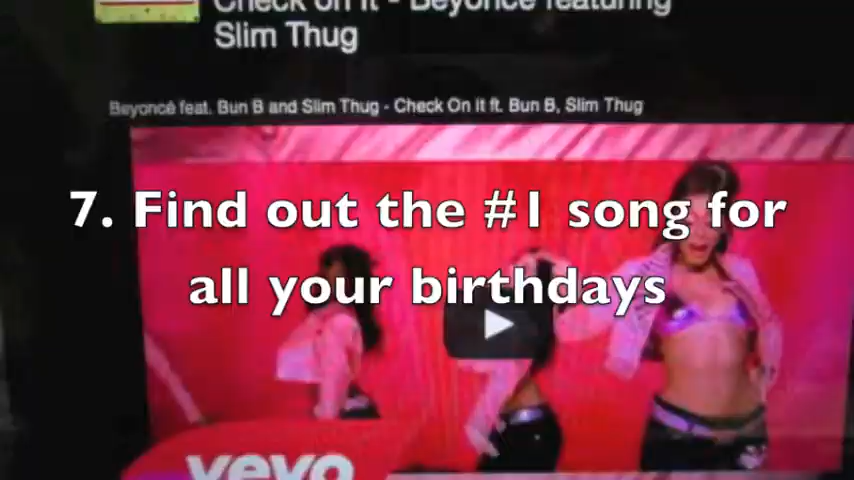 Check on It - Beyoncé featuring
Slim Thug
Beyoncé feat. Bun B and Slim Thug - Check On It ft. Bun B, Slim Thug
7. Find out the #1 song for
all your birthdays
vevo